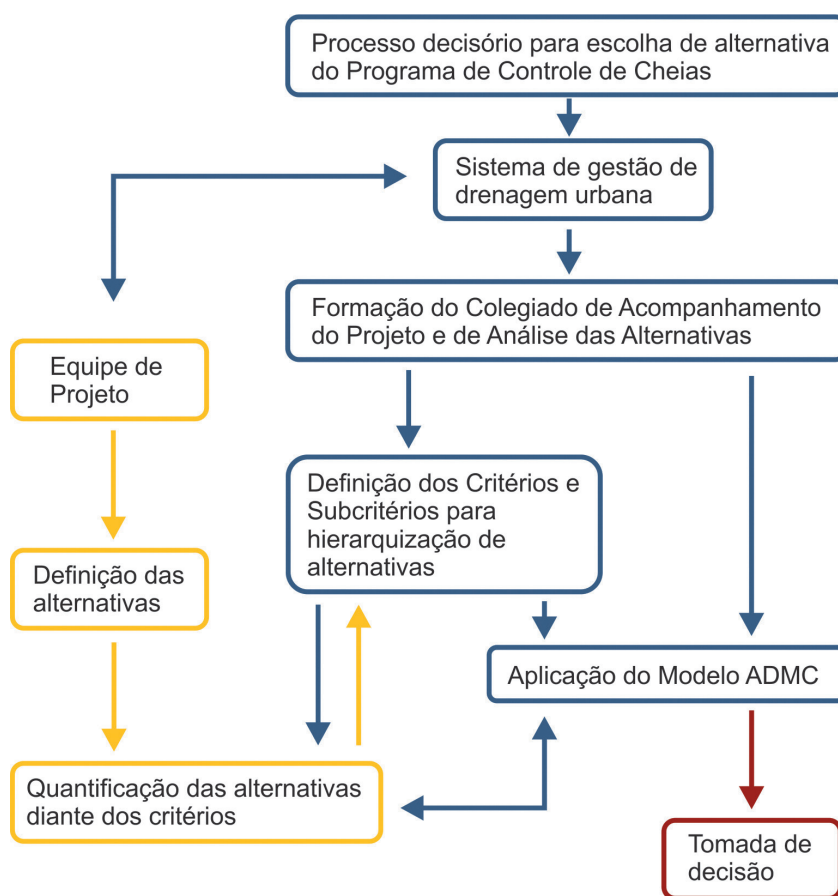 Processo decisório para escolha de alternativa
do Programa de Controle de Cheias
Sistema de gestão de
drenagem urbana
Formação do Colegiado de Acompanhamento
do Projeto e de Análise das Alternativas
Equipe de
Projeto
Definição dos Critérios e
Subcritérios para
hierarquização de
alternativas
Definição das
alternativas
Aplicação do Modelo ADMC
Quantificação das alternativas
diante dos critérios
Tomada de
decisão